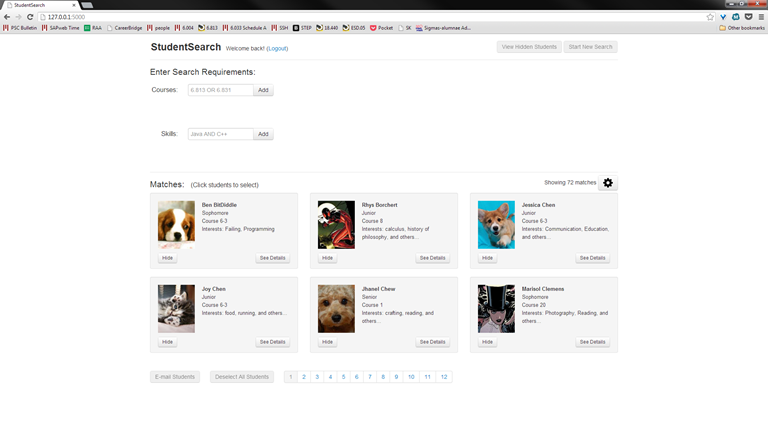 StudentSearch
127.0.0.1:5000
PSC Bulletin SAPweb Time RAA CareerBridge people 6.004 6.813 6.033 Schedule A SSH STEP 18.440 ESD.05 Pocket SK Sigmas-alumnae Ad... Other bookmarks
StudentSearch Welcome back! (Logout) View Hidden Students Start New Search
Enter Search Requirements:
Courses: 6.813 OR 6.831 Add
Skills: Java AND C++ Add
Matches: (Click students to select) Showing 72 matches
Ben BitDiddle
Sophomore
Course 6-3
Interests: Failing, Programming
Hide See Details
Rhys Borchert
Junior
Course 8
Interests: calculus, history of
philosophy, and others...
Hide See Details
Jessica Chen
Junior
Course 6-3
Interests: Communication, Education,
and others...
Hide See Details
Joy Chen
Junior
Course 6-3
Interests: food, running, and others...
Hide See Details
Jhanel Chew
Senior
Course 1
Interests: crafting, reading, and
others...
Hide See Details
Marisol Clemens
Sophomore
Course 20
Interests: Photography, Reading, and
others...
Hide See Details
E-mail Students Deselect All Students 1 2 3 4 5 6 7 8 9 10 11 12